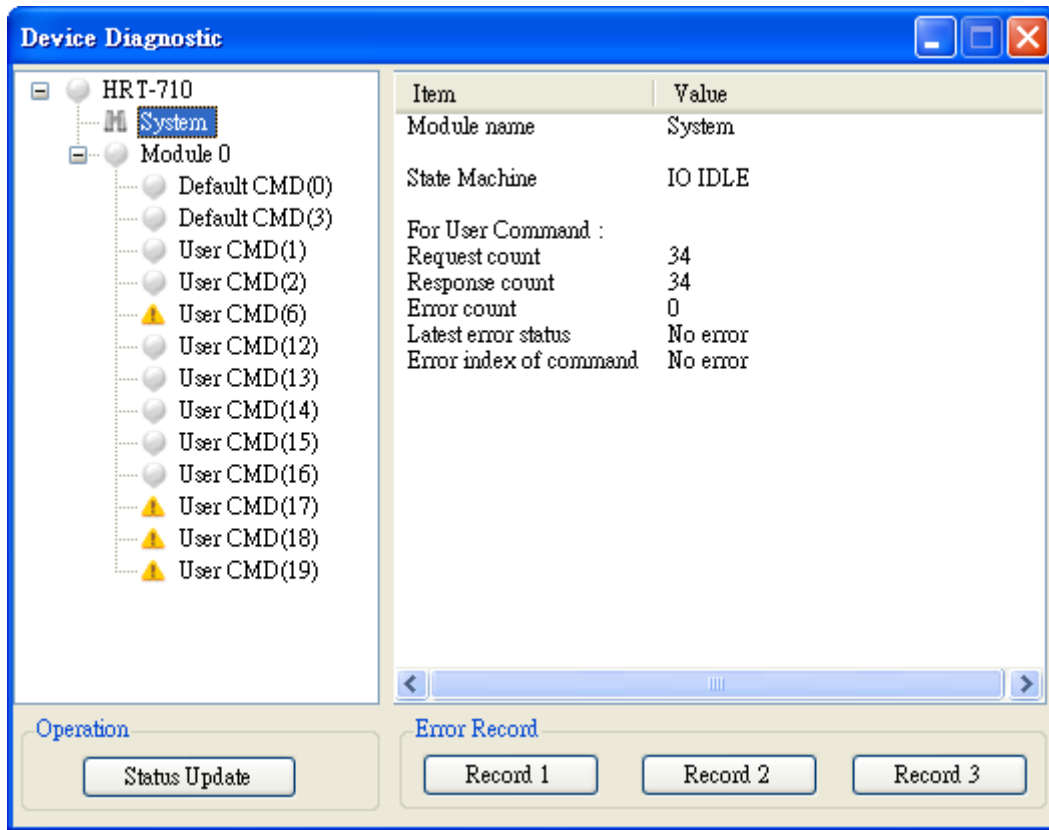 Device Diagnostic
HRT-710
System
Module 0
Default CMD(0)
Default CMD(3)
User CMD(1)
User CMD(2)
User CMD(6)
User CMD(12)
User CMD(13)
User CMD(14)
User CMD(15)
User CMD(16)
User CMD(17)
User CMD(18)
User CMD(19)
Item Value
Module name System
State Machine IO IDLE
For User Command :
Request count 34
Response count 34
Error count 0
Latest error status No error
Error index of command No error
Operation
Status Update
Error Record
Record 1 Record 2 Record 3